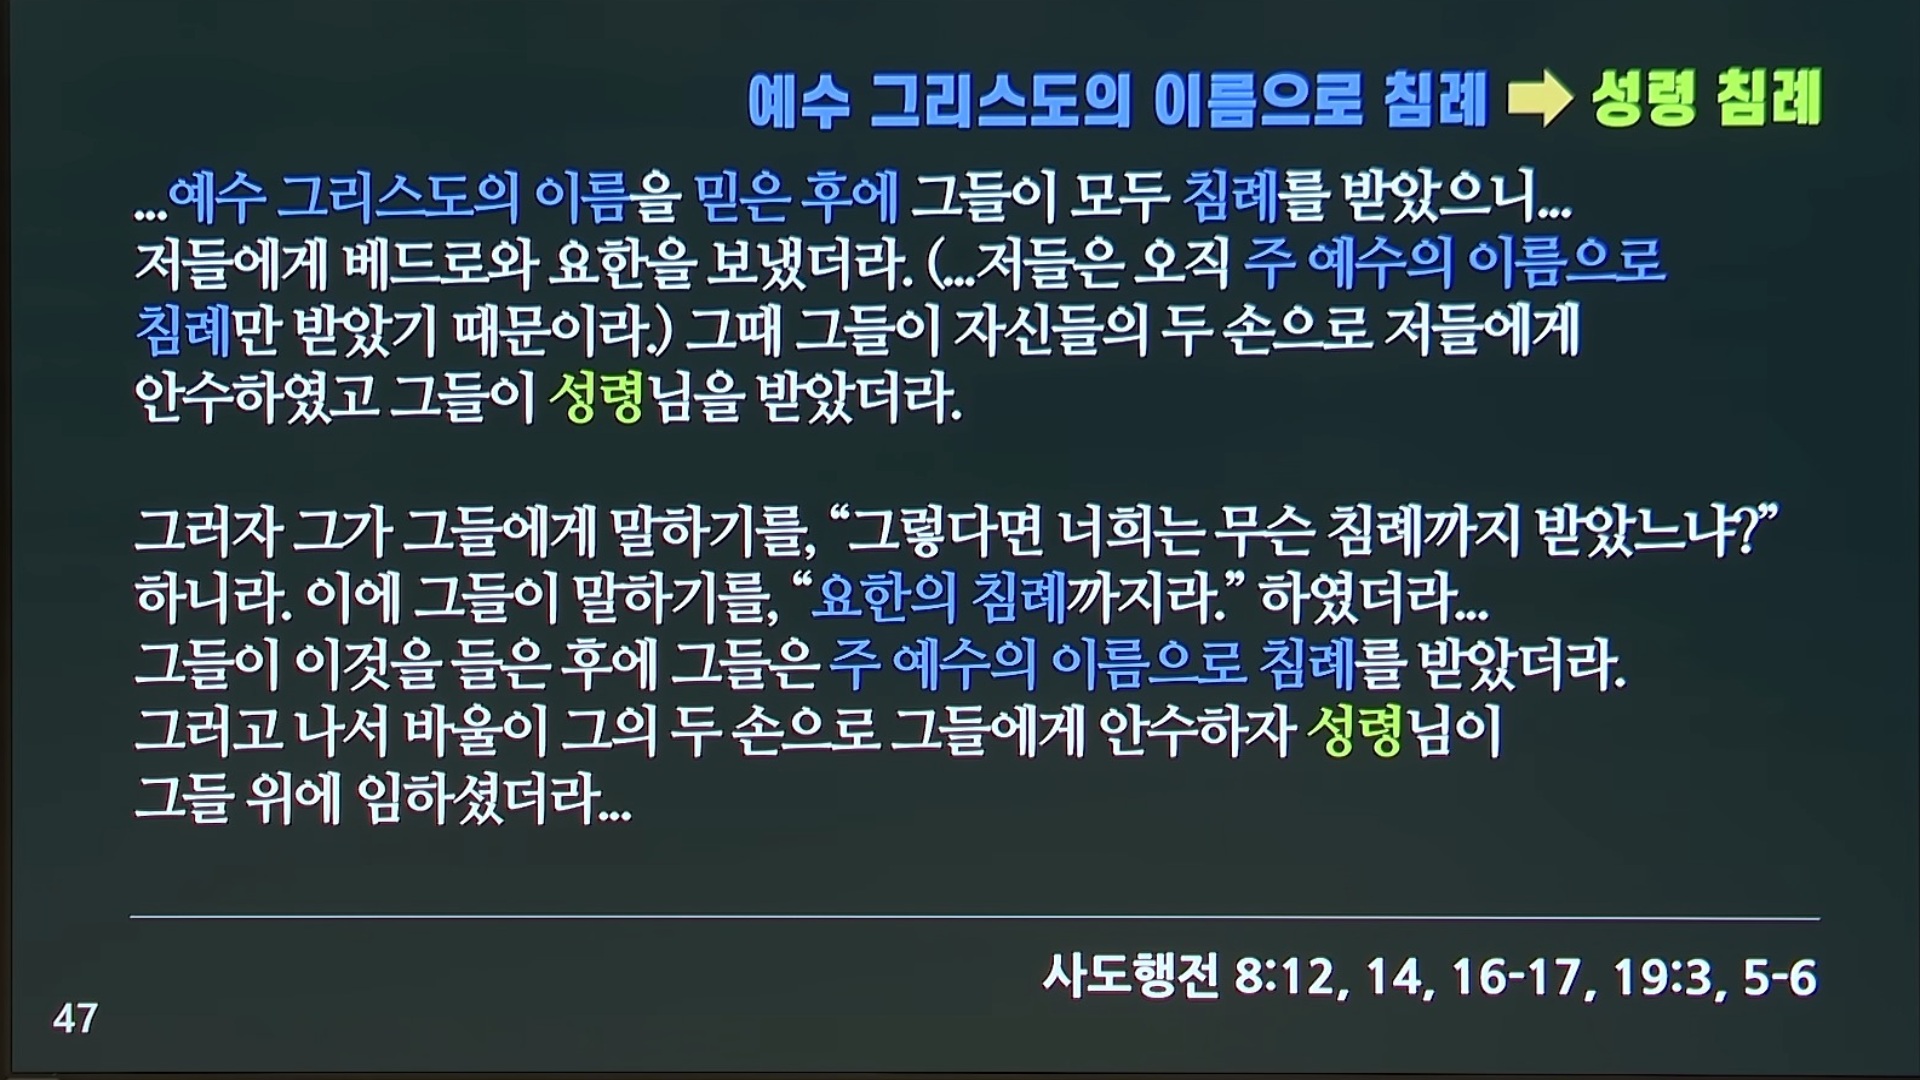 예수 그리스도의 이름으로 침례 ➡ 성령 침례
...예수 그리스도의 이름을 믿은 후에 그들이 모두 침례를 받았으니...
저들에게 베드로와 요한을 보냈더라. (...저들은 오직 주 예수의 이름으로
침례만 받았기 때문이라.) 그때 그들이 자신들의 두 손으로 저들에게
안수하였고 그들이 성령님을 받았더라.
그러자 그가 그들에게 말하기를, “그렇다면 너희는 무슨 침례까지 받았느냐?”
하니라. 이에 그들이 말하기를, “요한의 침례까지라.” 하였더라...
그들이 이것을 들은 후에 그들은 주 예수의 이름으로 침례를 받았더라.
그러고 나서 바울이 그의 두 손으로 그들에게 안수하자 성령님이
그들 위에 임하셨더라...
사도행전 8:12, 14, 16-17, 19:3, 5-6
47